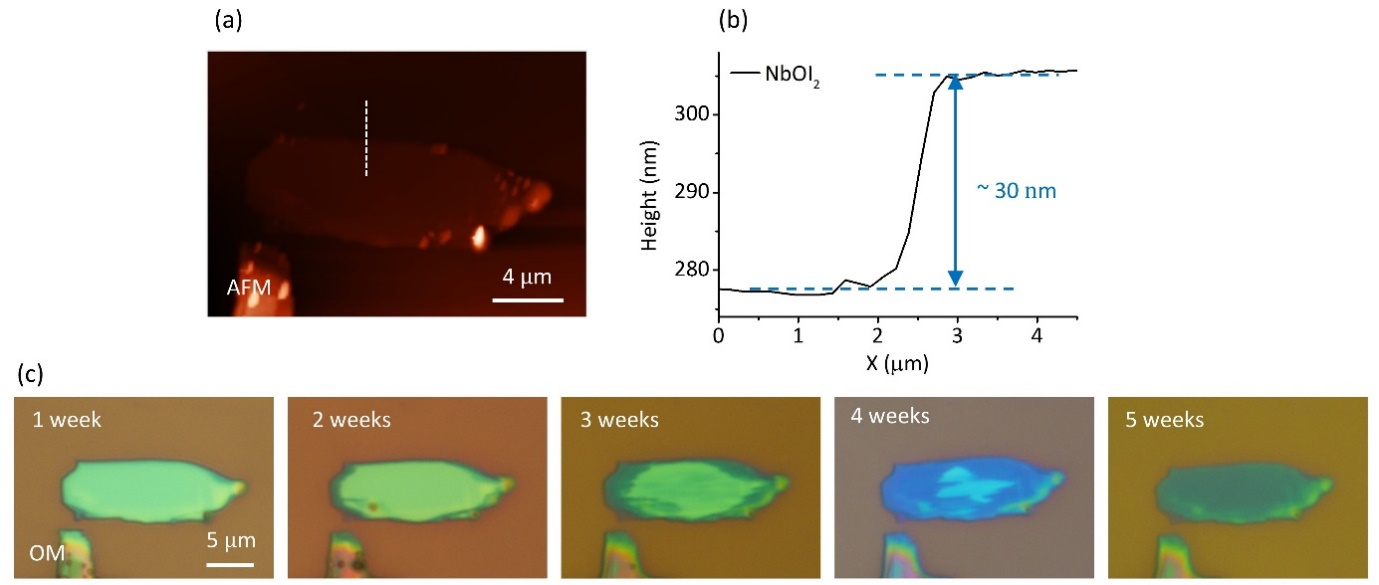 (a)
AFM
4 μm
(b)
NbOI₂
Height (nm)
300
290
280
~ 30 nm
0 1 2 3 4
X (μm)
(c)
1 week
2 weeks
3 weeks
4 weeks
5 weeks
OM
5 μm